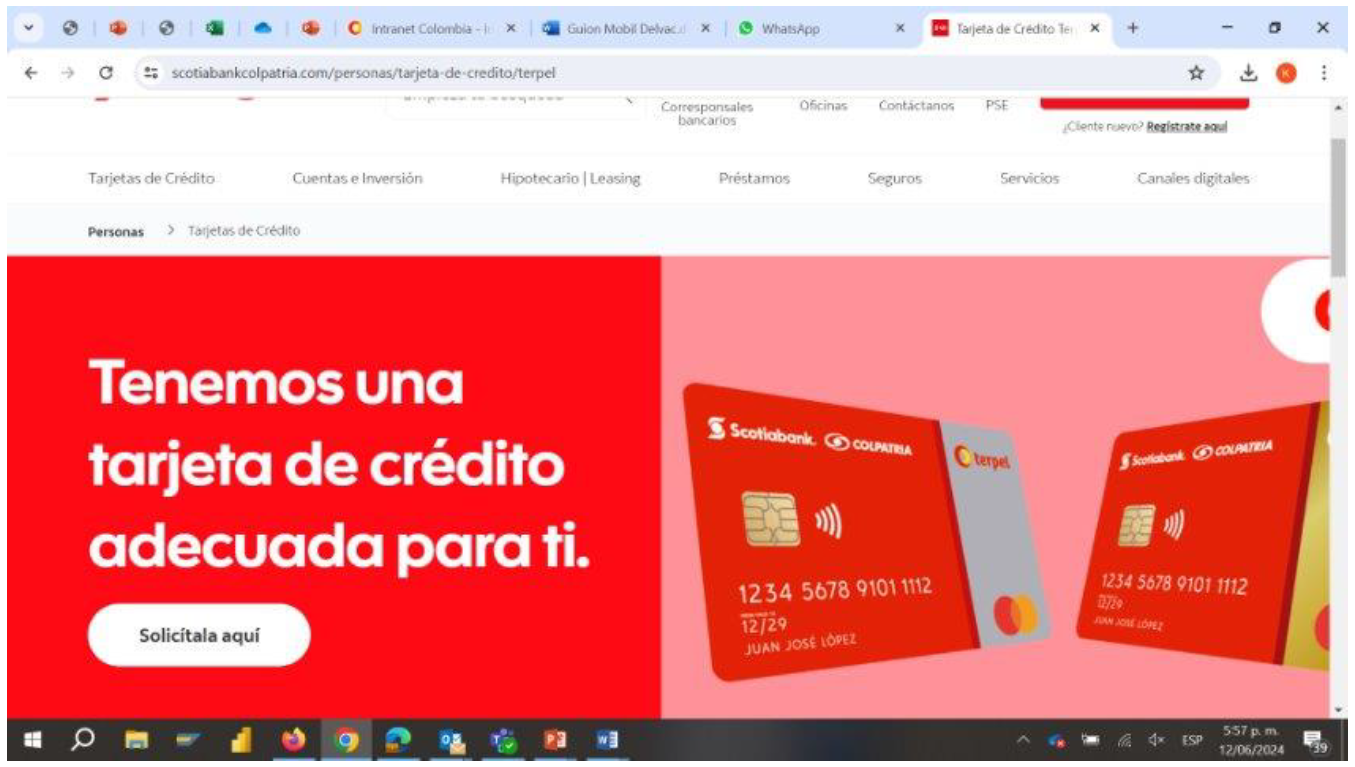 Intranet Colombia - I
Guion Mobil Delvac.d
WhatsApp
Tarjeta de Crédito Ter
scotiabankcolpatria.com/personas/tarjeta-de-credito/terpel
K
Corresponsales
bancarios
Oficinas
Contáctanos
PSE
¿Cliente nuevo? Regístrate aquí
Tarjetas de Crédito
Cuentas e Inversión
Hipotecario | Leasing
Préstamos
Seguros
Servicios
Canales digitales
Personas > Tarjetas de Crédito
Tenemos una
tarjeta de crédito
adecuada para ti.
Solicítala aquí
Scotiabank. COLPATRIA
terpel
1234 5678 9101 1112
12/29
JUAN JOSÉ LÓPEZ
Scotiabank. COLPATRIA
1234 5678 9101 1112
12/29
JUAN JOSÉ LÓPEZ
ESP
5:57 p. m.
12/06/2024
39